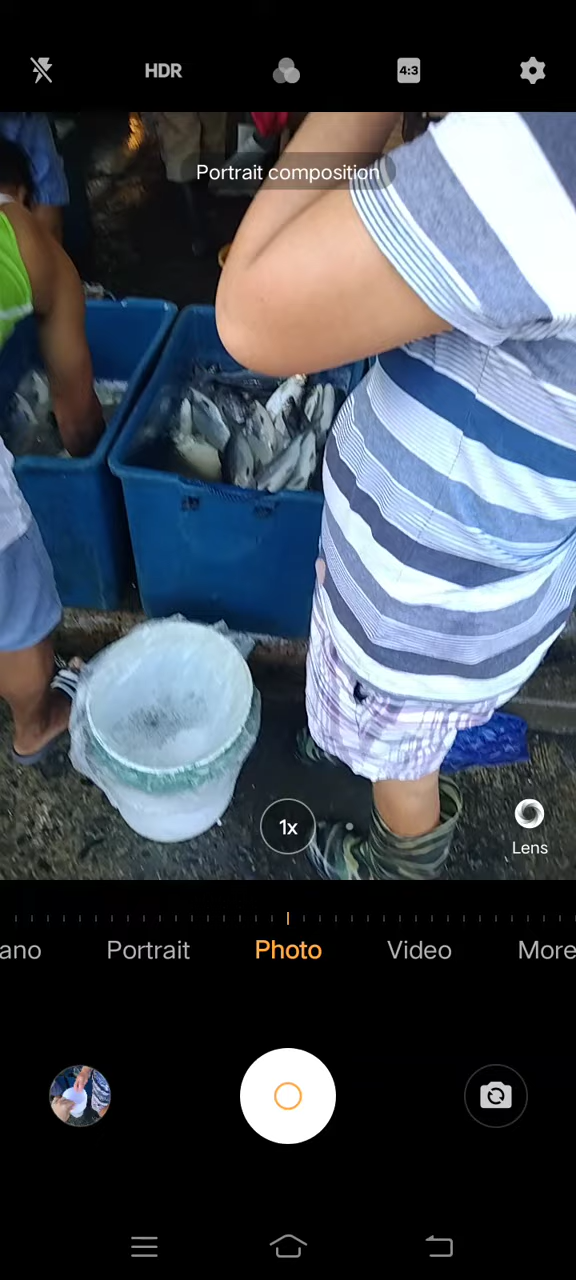 HDR
4:3
Portrait composition
1x
Lens
ano Portrait Photo Video More